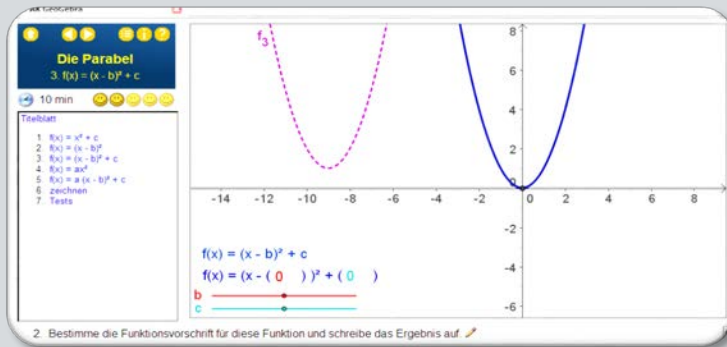 GeoGebra
Die Parabel
3. f(x) = (x - b)² + c
10 min
Titelblatt
1. f(x) = x² + c
2. f(x) = (x - b)²
3. f(x) = (x - b)² + c
4. f(x) = ax²
5. f(x) = a (x - b)² + c
6. zeichnen
7. Tests
f₃
8
6
4
2
0
-14 -12 -10 -8 -6 -4 -2 0 2 4 6 8
-2
-4
-6
f(x) = (x - b)² + c
f(x) = (x - ( 0 ) )² + ( 0 )
b
c
2. Bestimme die Funktionsvorschrift für diese Funktion und schreibe das Ergebnis auf.